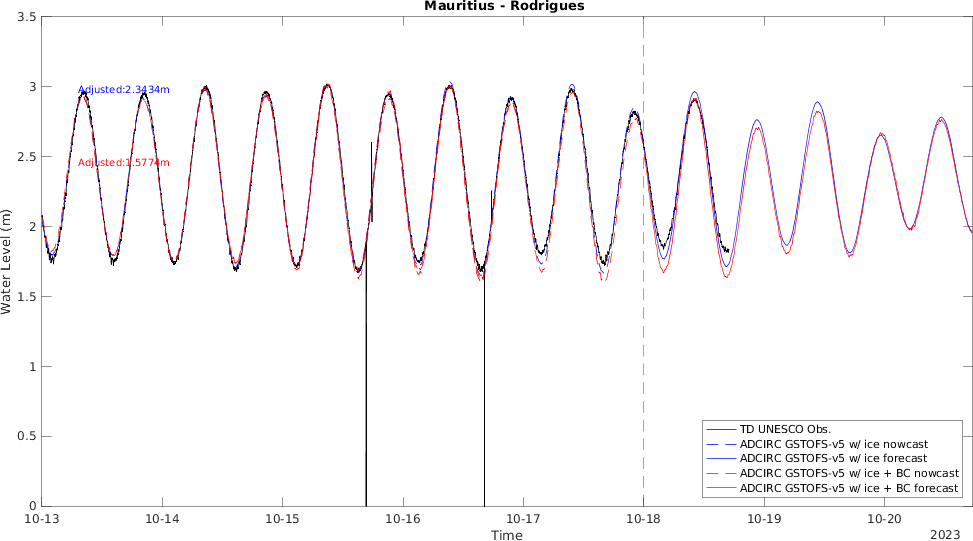 Mauritius - Rodrigues
3.5
3
2.5
2
1.5
1
0.5
0
Water Level (m)
Adjusted:2.3434m
Adjusted:1.5774m
TD UNESCO Obs.
ADCIRC GSTOFS-v5 w/ ice nowcast
ADCIRC GSTOFS-v5 w/ ice forecast
ADCIRC GSTOFS-v5 w/ ice + BC nowcast
ADCIRC GSTOFS-v5 w/ ice + BC forecast
10-13 10-14 10-15 10-16 10-17 10-18 10-19 10-20
Time
2023